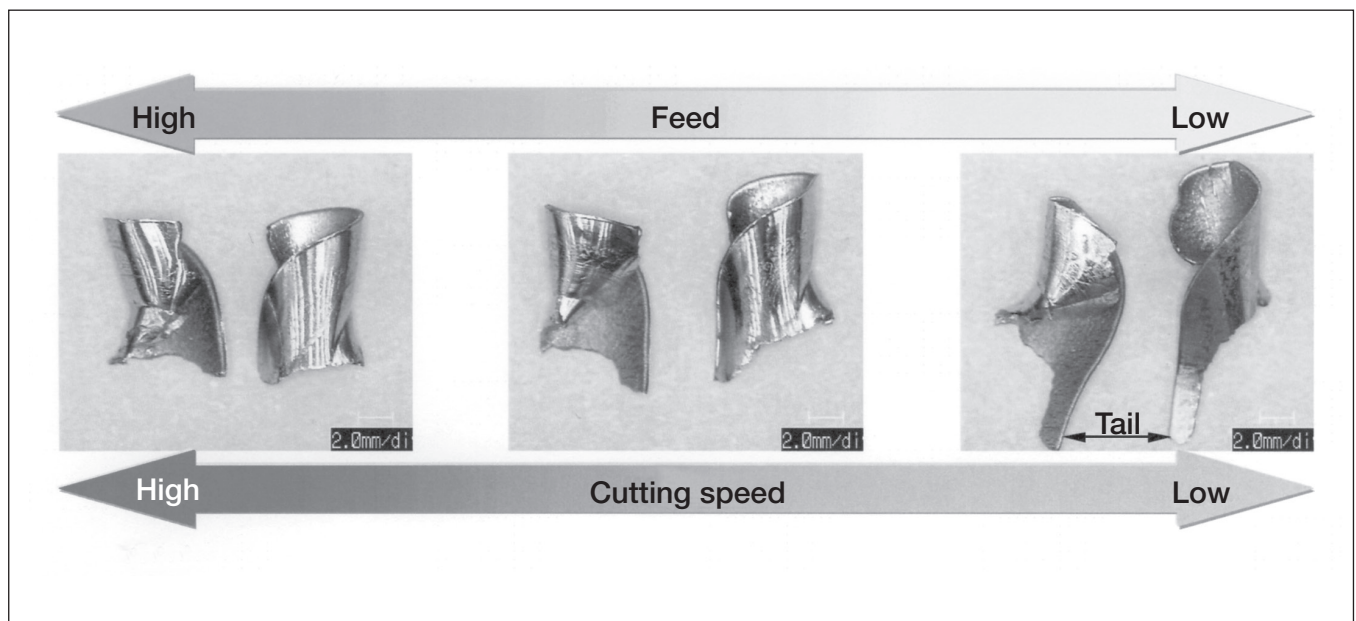 High Feed Low
2.0mm/di
2.0mm/di
Tail
2.0mm/di
High Cutting speed Low